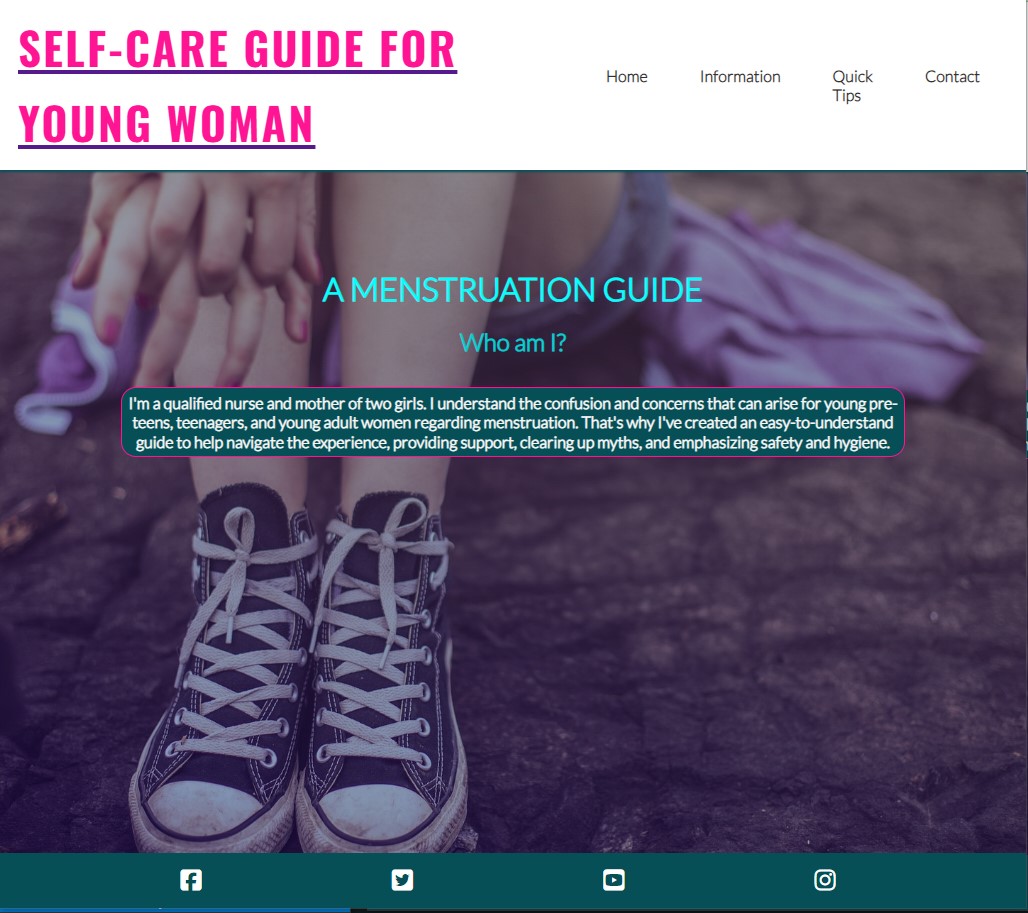 SELF-CARE GUIDE FOR
YOUNG WOMAN
Home
Information
Quick
Tips
Contact
A MENSTRUATION GUIDE
Who am I?
I'm a qualified nurse and mother of two girls. I understand the confusion and concerns that can arise for young pre-
teens, teenagers, and young adult women regarding menstruation. That's why I've created an easy-to-understand
guide to help navigate the experience, providing support, clearing up myths, and emphasizing safety and hygiene.